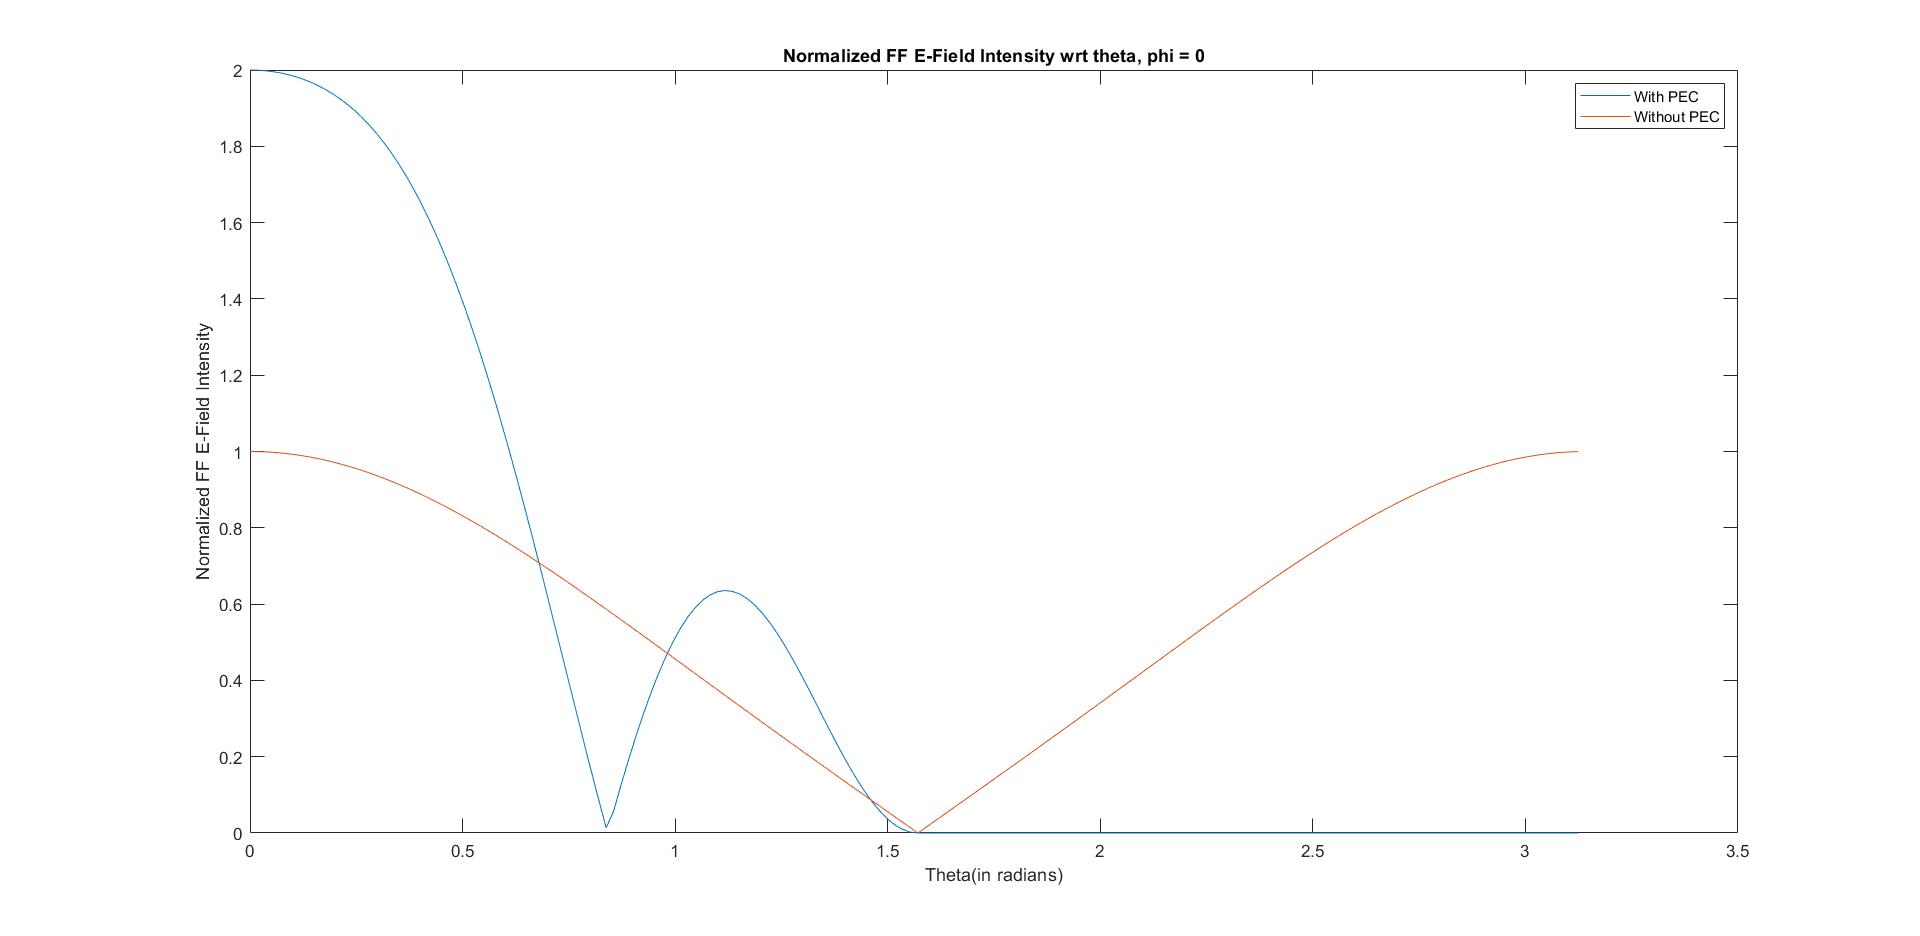 Normalized FF E-Field Intensity wrt theta, phi = 0
With PEC
Without PEC
2
1.8
1.6
1.4
1.2
1
0.8
0.6
0.4
0.2
0
Normalized FF E-Field Intensity
0 0.5 1 1.5 2 2.5 3 3.5
Theta(in radians)